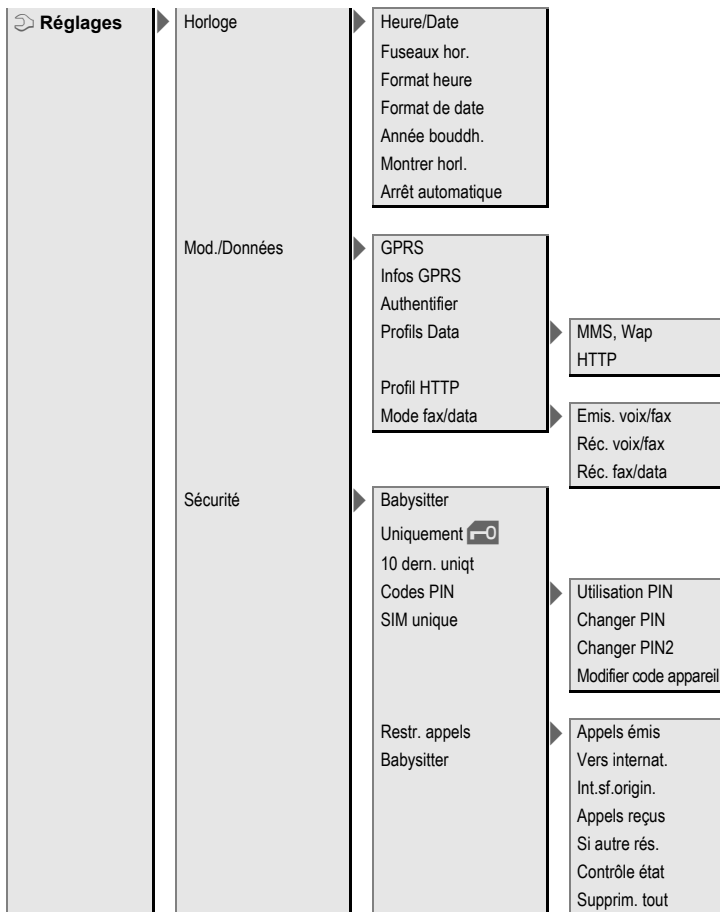 Réglages
Horloge
Heure/Date
Fuseaux hor.
Format heure
Format de date
Année bouddh.
Montrer horl.
Arrêt automatique
Mod./Données
GPRS
Infos GPRS
Authentifier
Profils Data
MMS, Wap
HTTP
Profil HTTP
Mode fax/data
Emis. voix/fax
Réc. voix/fax
Réc. fax/data
Sécurité
Babysitter
Uniquement
10 dern. uniqt
Codes PIN
Utilisation PIN
Changer PIN
Changer PIN2
Modifier code appareil
SIM unique
Restr. appels
Appels émis
Vers internat.
Int.sf.origin.
Appels reçus
Si autre rés.
Contrôle état
Supprim. tout
Babysitter